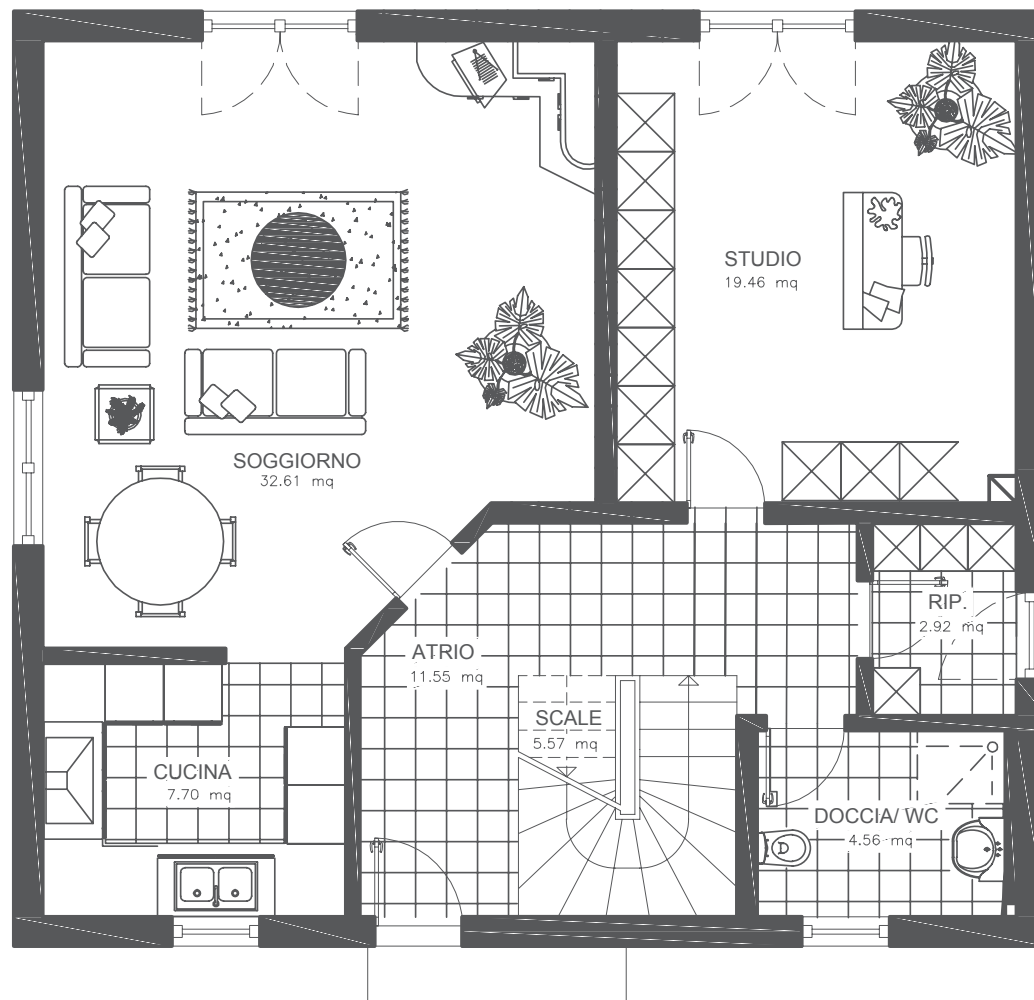 STUDIO
19.46 mq
SOGGIORNO
32.61 mq
RIP.
2.92 mq
ATRIO
11.55 mq
SCALE
5.57 mq
CUCINA
7.70 mq
DOCCIA/ WC
4.56 mq